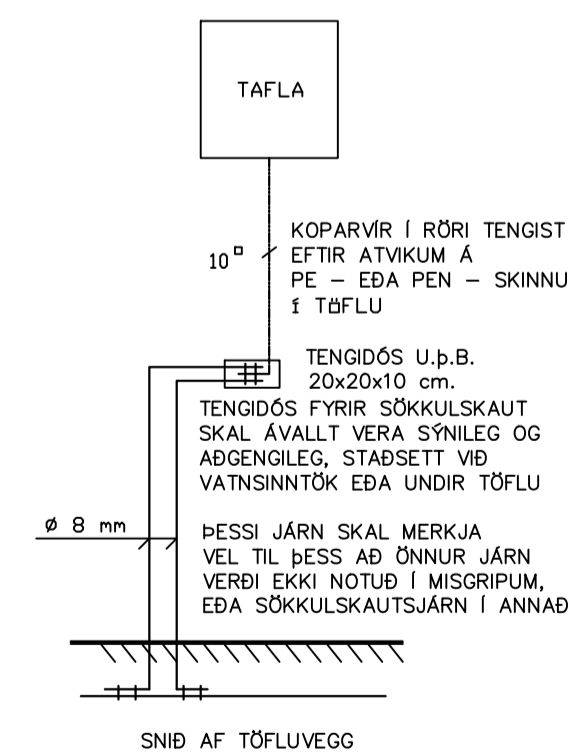 TAFLA
KOPARVÍR Í RÖRI TENGIST
10□
EFTIR ATVIKUM Á
PE – EÐA PEN – SKINNU
Í TÖFLU
TENGIDÓS U.Þ.B.
20x20x10 cm.
TENGIDÓS FYRIR SÖKKULSKAUT
SKAL ÁVALLT VERA SÝNILEG OG
AÐGENGILEG, STAÐSETT VIÐ
VATNSINNTÖK EÐA UNDIR TÖFLU
ø 8 mm
ÞESSI JÁRN SKAL MERKJA
VEL TIL ÞESS AÐ ÖNNUR JÁRN
VERÐI EKKI NOTUÐ Í MISGRIPUM,
EÐA SÖKKULSKAUTSJÁRN Í ANNAÐ
SNIÐ AF TÖFLUVEGG